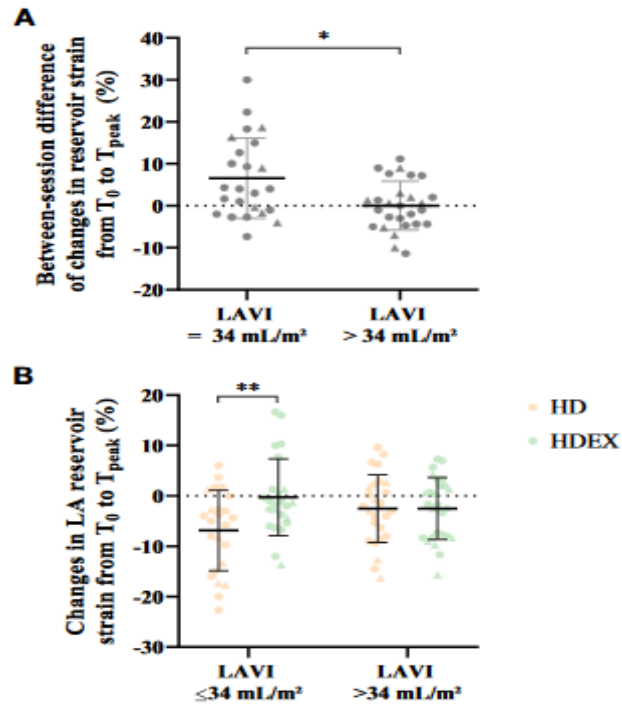 A
Between-session difference
of changes in reservoir strain
from T0 to Tpeak (%)
40
30
20
10
0
-10
-20
*
LAVI
= 34 mL/m²
LAVI
> 34 mL/m²
B
Changes in LA reservoir
strain from T0 to Tpeak (%)
20
10
0
-10
-20
-30
**
HD
HDEX
LAVI
≤34 mL/m²
LAVI
>34 mL/m²